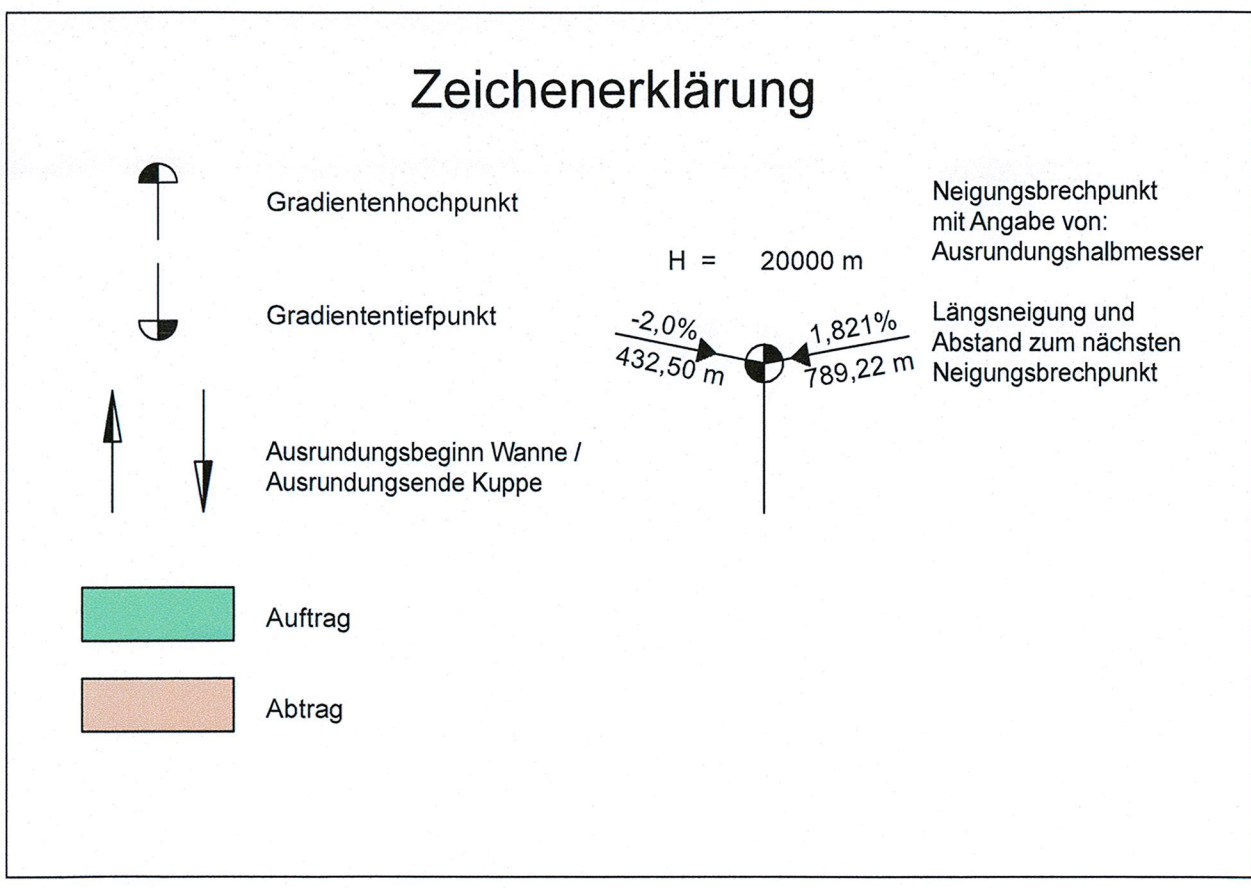 Zeichenerklärung
Gradientenhochpunkt
Gradiententiefpunkt
Ausrundungsbeginn Wanne /
Ausrundungsende Kuppe
Auftrag
Abtrag
H = 20000 m
-2,0%
432,50 m
1,821%
789,22 m
Neigungsbrechpunkt
mit Angabe von:
Ausrundungshalbmesser
Längsneigung und
Abstand zum nächsten
Neigungsbrechpunkt